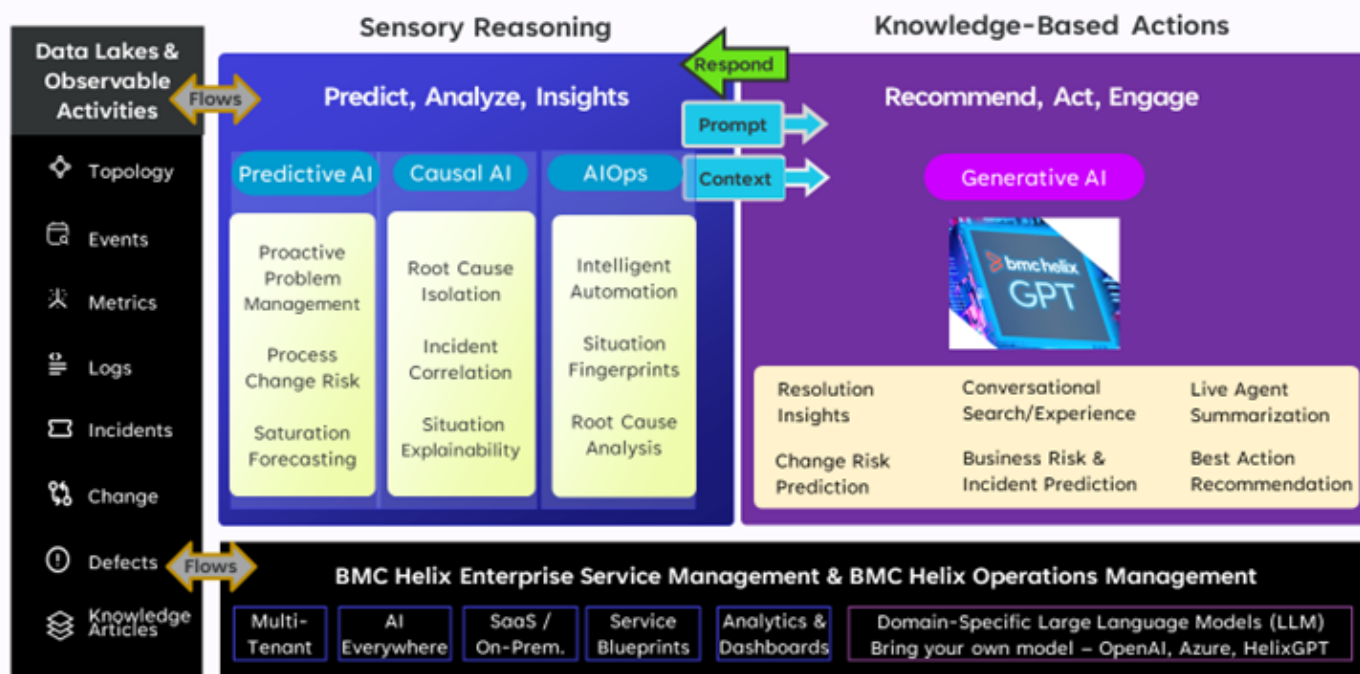 Sensory Reasoning
Knowledge-Based Actions
Data Lakes &
Observable
Activities
Flows
Topology
Events
Metrics
Logs
Incidents
Change
Defects
Flows
Knowledge
Articles
Predict, Analyze, Insights
Respond
Prompt
Context
Predictive AI
Proactive
Problem
Management
Process
Change Risk
Saturation
Forecasting
Causal AI
Root Cause
Isolation
Incident
Correlation
Situation
Explainability
AIOps
Intelligent
Automation
Situation
Fingerprints
Root Cause
Analysis
Recommend, Act, Engage
Generative AI
bmc helix
GPT
Resolution
Insights
Conversational
Search/Experience
Live Agent
Summarization
Change Risk
Prediction
Business Risk &
Incident Prediction
Best Action
Recommendation
BMC Helix Enterprise Service Management & BMC Helix Operations Management
Multi-
Tenant
AI
Everywhere
SaaS /
On-Prem.
Service
Blueprints
Analytics &
Dashboards
Domain-Specific Large Language Models (LLM)
Bring your own model – OpenAI, Azure, HelixGPT